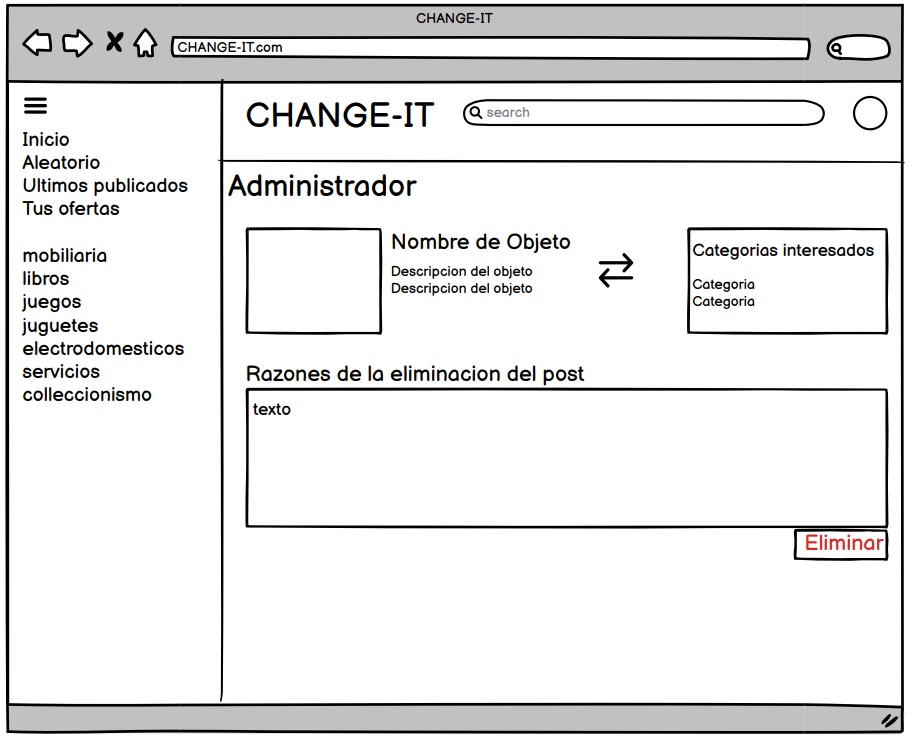 CHANGE-IT
CHANGE-IT.com
CHANGE-IT
search
Inicio
Aleatorio
Ultimos publicados
Tus ofertas
mobiliaria
libros
juegos
juguetes
electrodomesticos
servicios
colleccionismo
Administrador
Nombre de Objeto
Descripcion del objeto
Descripcion del objeto
Categorias interesados
Categoria
Categoria
Razones de la eliminacion del post
texto
Eliminar